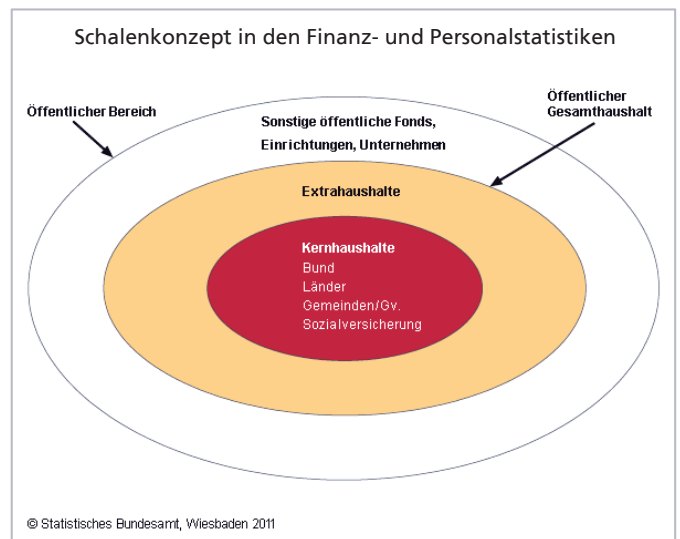 Schalenkonzept in den Finanz- und Personalstatistiken
Öffentlicher Bereich
Öffentlicher
Gesamthaushalt
Sonstige öffentliche Fonds,
Einrichtungen, Unternehmen
Extrahaushalte
Kernhaushalte
Bund
Länder
Gemeinden/Gv.
Sozialversicherung
© Statistisches Bundesamt, Wiesbaden 2011